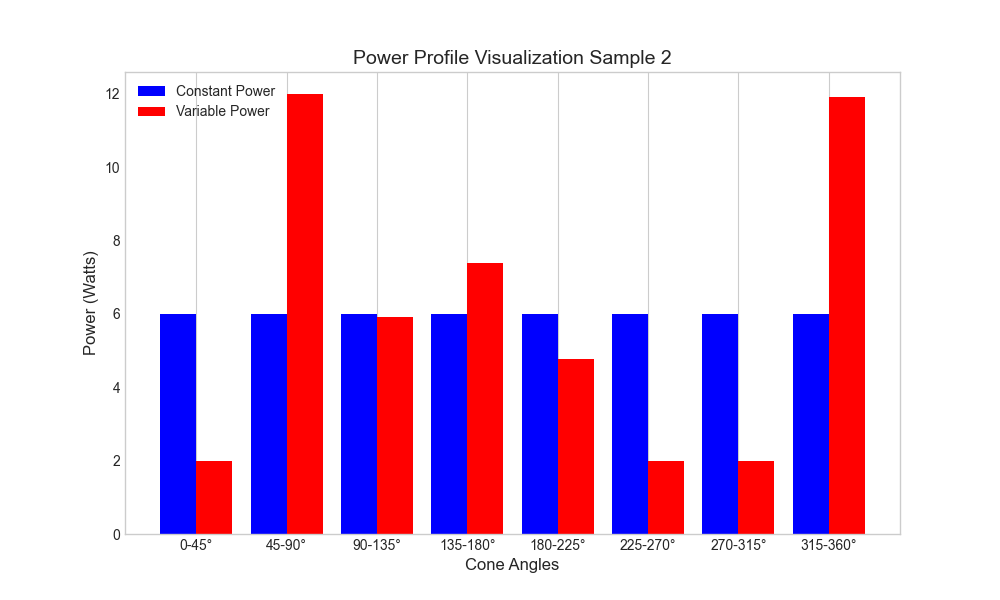 Power Profile Visualization Sample 2
Constant Power
Variable Power
Power (Watts)
12
10
8
6
4
2
0
0-45° 45-90° 90-135° 135-180° 180-225° 225-270° 270-315° 315-360°
Cone Angles